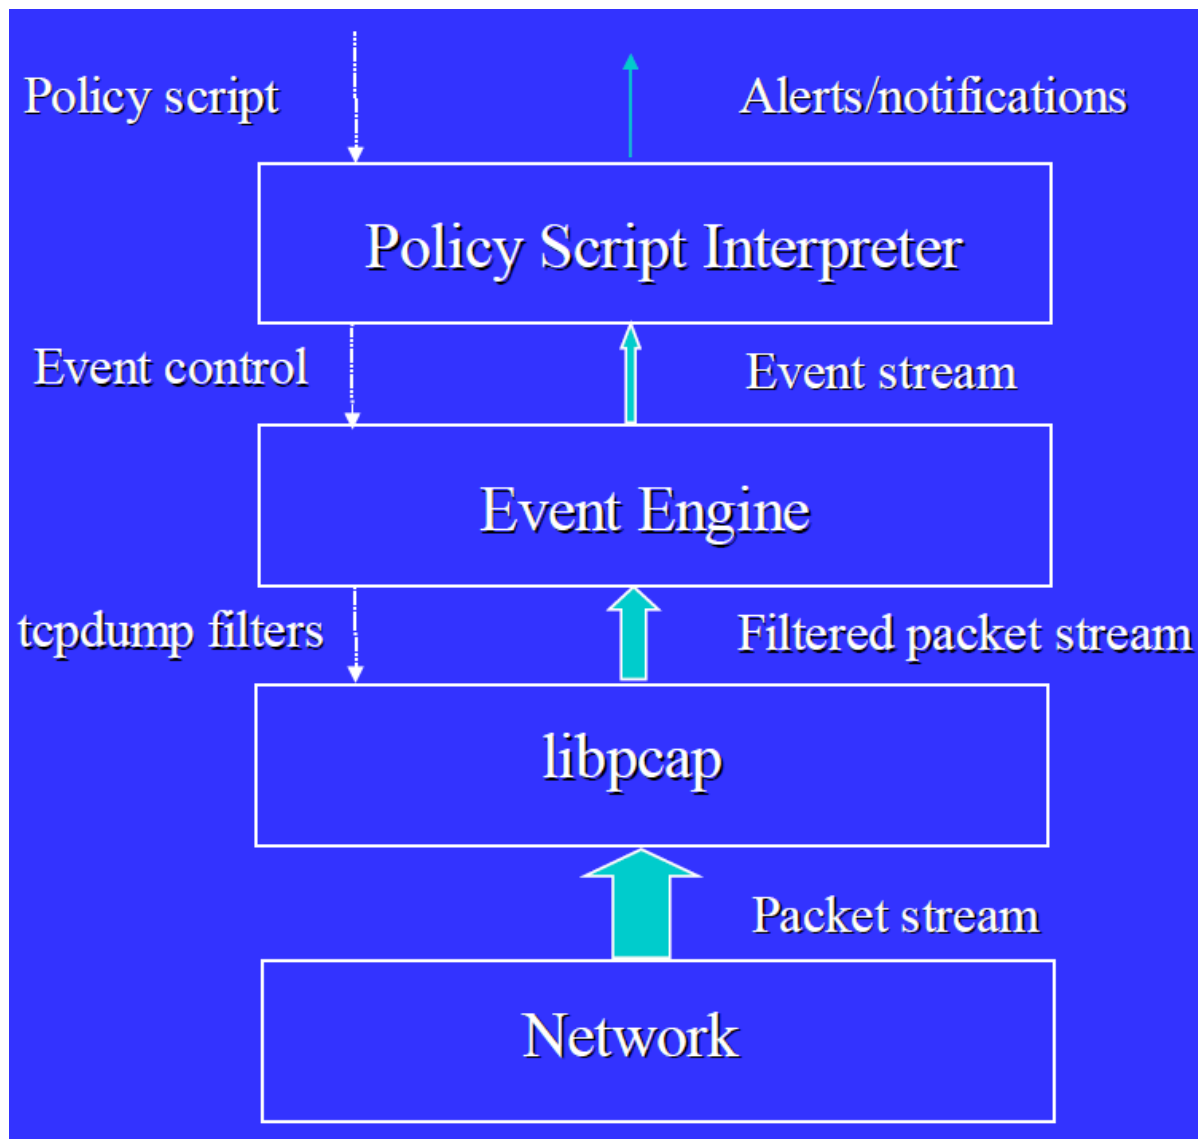 Policy script
Alerts/notifications
Policy Script Interpreter
Event control
Event stream
Event Engine
tcpdump filters
Filtered packet stream
libpcap
Packet stream
Network